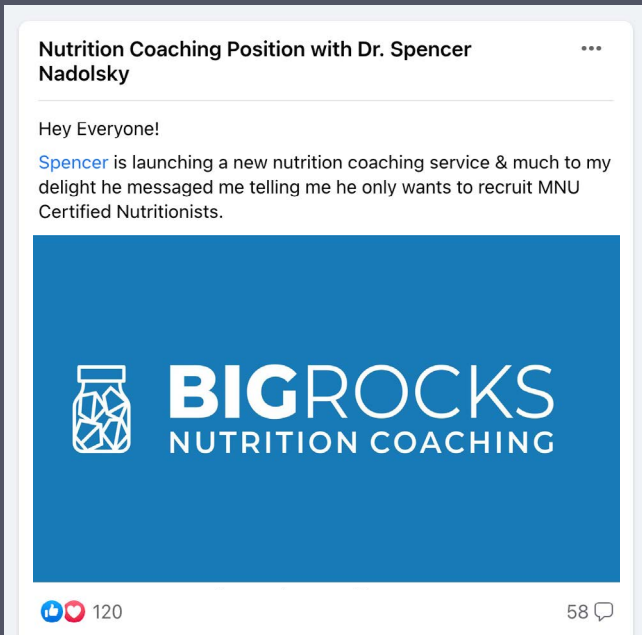 Nutrition Coaching Position with Dr. Spencer
Nadolsky
Hey Everyone!
Spencer is launching a new nutrition coaching service & much to my
delight he messaged me telling me he only wants to recruit MNU
Certified Nutritionists.
BIGROCKS
NUTRITION COACHING
120
58